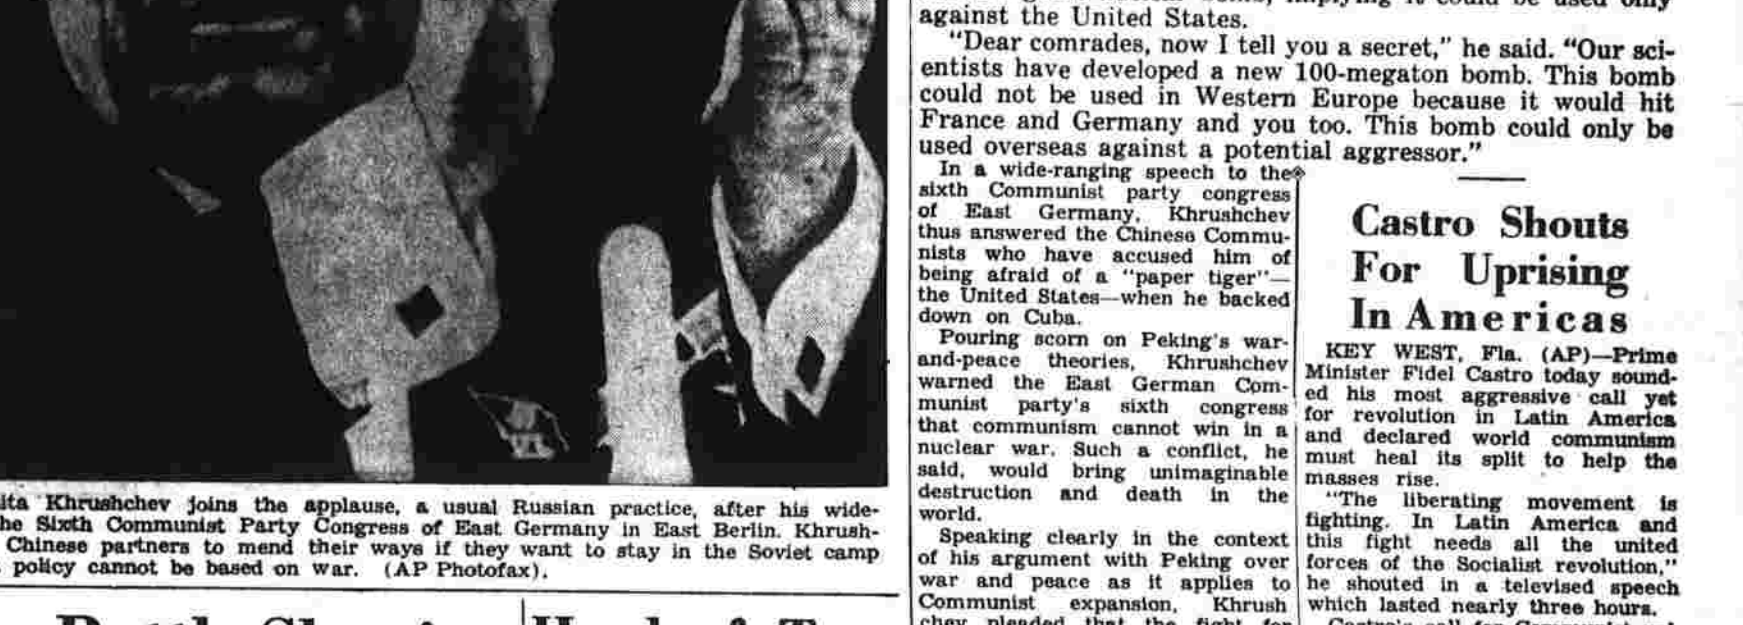 against the United States.
"Dear comrades, now I tell you a secret," he said. "Our sci-
entists have developed a new 100-megaton bomb. This bomb
could not be used in Western Europe because it would hit
France and Germany and you too. This bomb could only be
used overseas against a potential aggressor."
In a wide-ranging speech to the
sixth Communist party congress
of East Germany, Khrushchev
thus answered the Chinese Commu-
nists who have accused him of
being afraid of a "paper tiger"—
the United States—when he backed
down on Cuba.
Pouring scorn on Peking's war-
and-peace theories, Khrushchev
warned the East German Com-
munist party's sixth congress
that communism cannot win in a
nuclear war. Such a conflict, he
said, would bring unimaginable
destruction and death in the
world.
Speaking clearly in the context
of his argument with Peking over
war and peace as it applies to
Communist expansion, Khrush
chev pleaded that the fight for
Castro Shouts
For Uprising
In Americas
KEY WEST, Fla. (AP)—Prime
Minister Fidel Castro today sound-
ed his most aggressive call yet
for revolution in Latin America
and declared world communism
must heal its split to help the
masses rise.
"The liberating movement is
fighting. In Latin America and
this fight needs all the united
forces of the Socialist revolution,"
he shouted in a televised speech
which lasted nearly three hours.
ita Khrushchev joins the applause, a usual Russian practice, after his wide-
he Sixth Communist Party Congress of East Germany in East Berlin. Khrush-
Chinese partners to mend their ways if they want to stay in the Soviet camp
policy cannot be based on war. (AP Photofax).